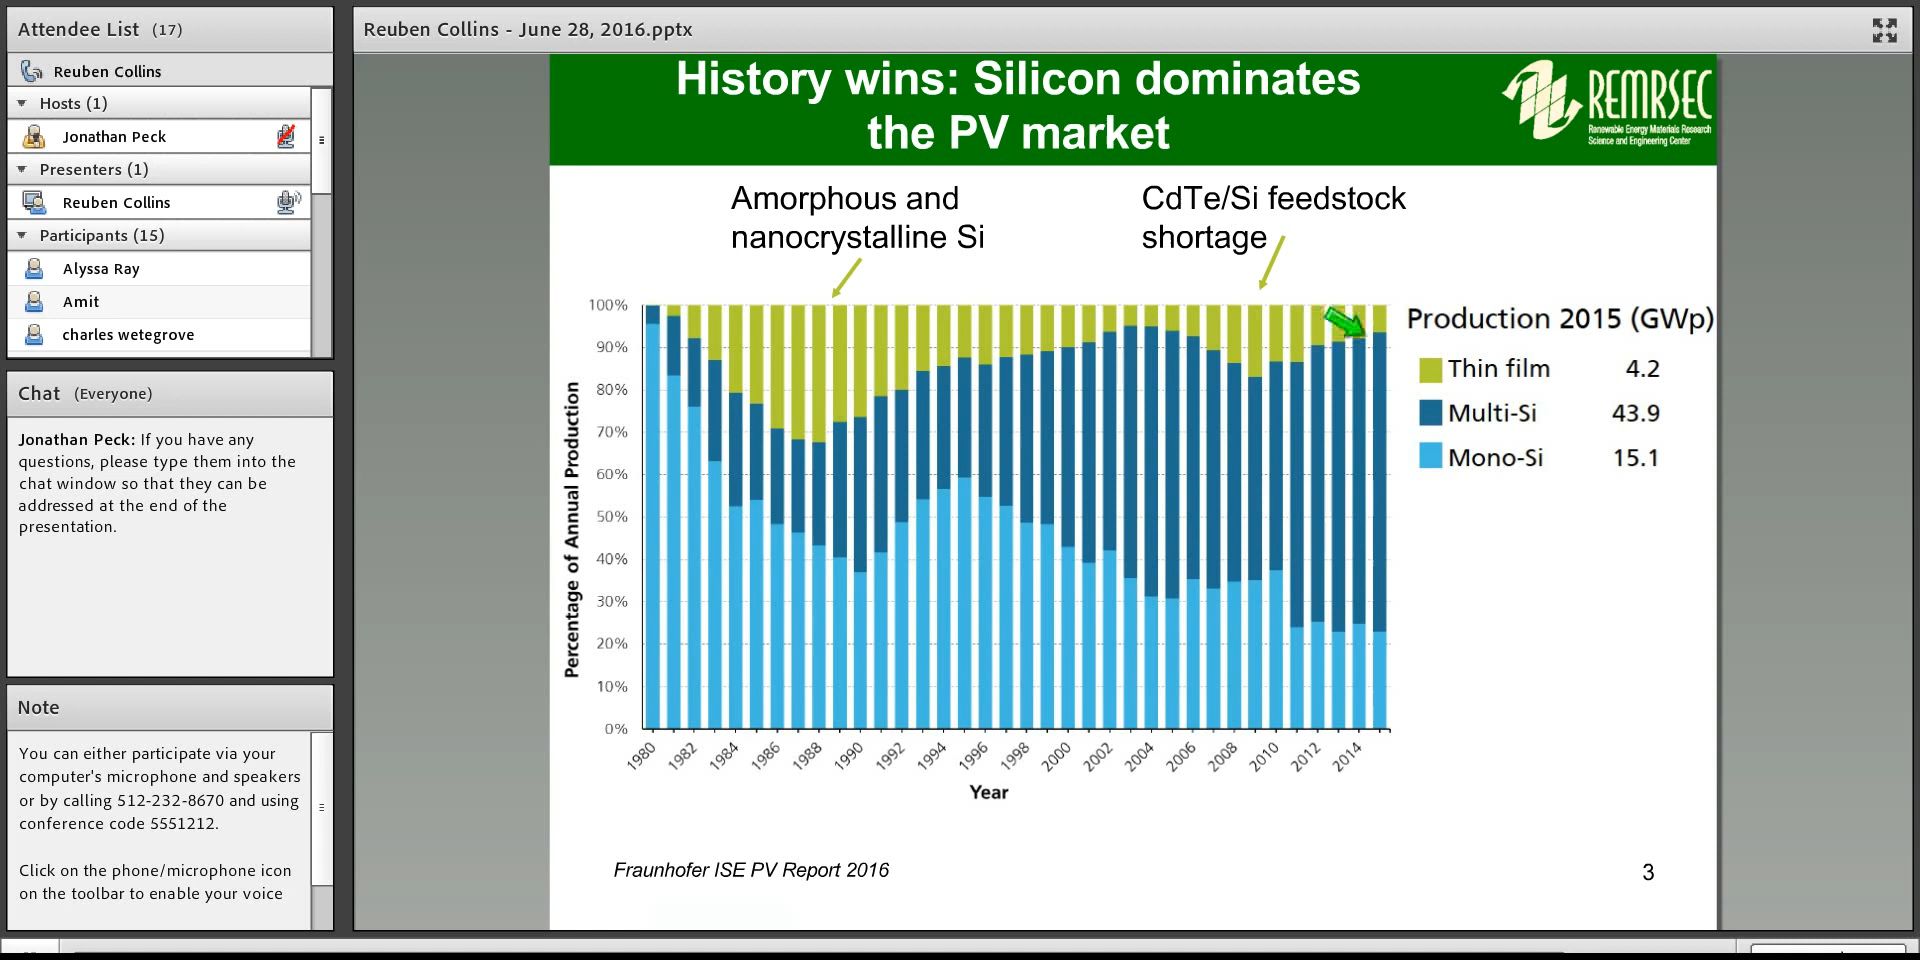 Attendee List (17)
Reuben Collins
Hosts (1)
Jonathan Peck
Presenters (1)
Reuben Collins
Participants (15)
Alyssa Ray
Amit
charles wetegrove
Chat (Everyone)
Jonathan Peck: If you have any
questions, please type them into the
chat window so that they can be
addressed at the end of the
presentation.
Note
You can either participate via your
computer's microphone and speakers
or by calling 512-232-8670 and using
conference code 5551212.
Click on the phone/microphone icon
on the toolbar to enable your voice
Reuben Collins - June 28, 2016.pptx
History wins: Silicon dominates
the PV market
REMRSEC
Renewable Energy Materials Research
Science and Engineering Center
Amorphous and
nanocrystalline Si
CdTe/Si feedstock
shortage
Percentage of Annual Production
100%
90%
80%
70%
60%
50%
40%
30%
20%
10%
0%
1980
1982
1984
1986
1988
1990
1992
1994
1996
1998
2000
2002
2004
2006
2008
2010
2012
2014
Year
Production 2015 (GWp)
Thin film 4.2
Multi-Si 43.9
Mono-Si 15.1
Fraunhofer ISE PV Report 2016
3